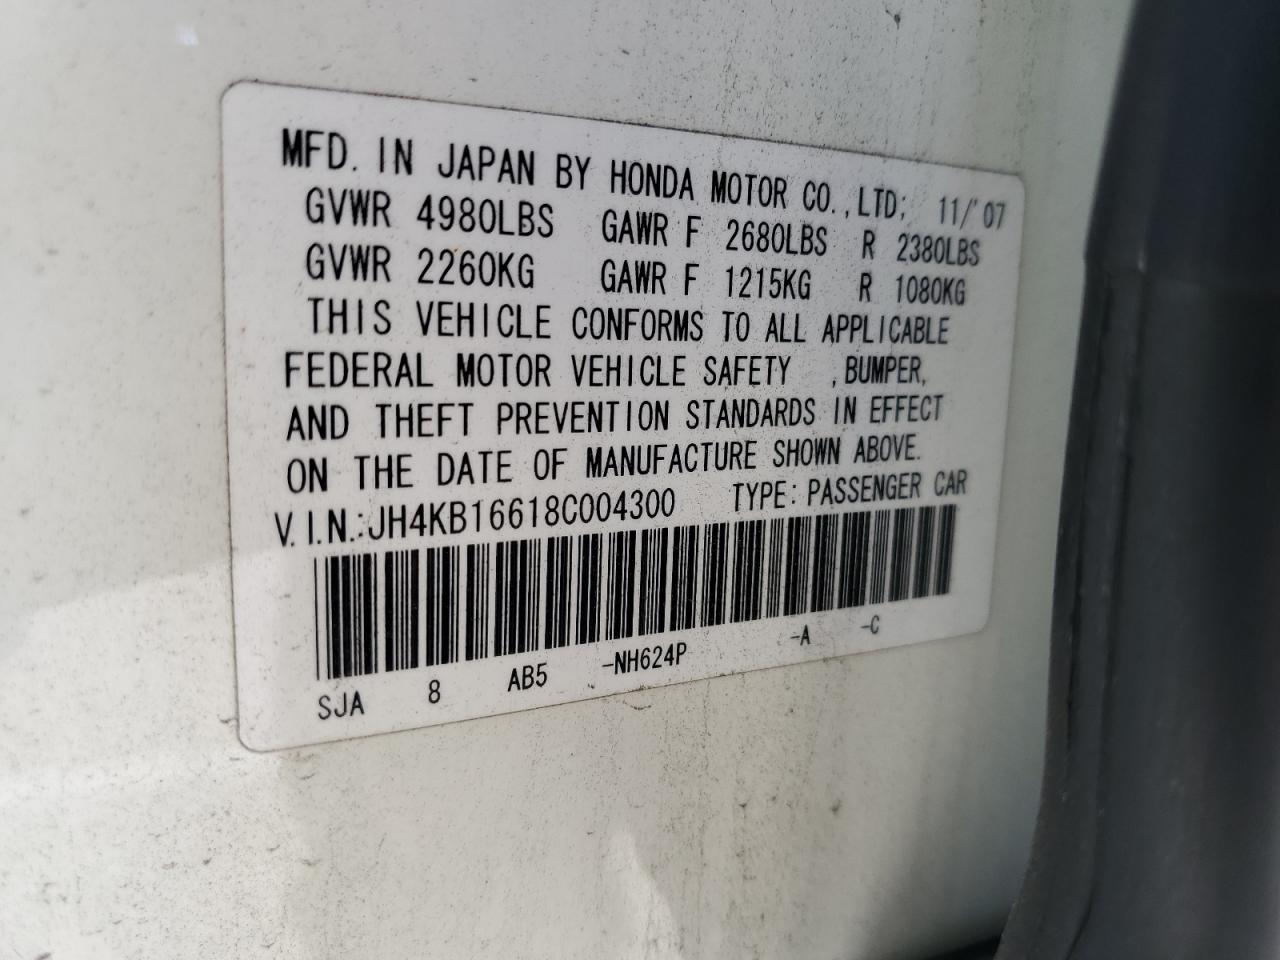 MFD. IN JAPAN BY HONDA MOTOR CO.,LTD; 11/'07
GVWR 4980LBS GAWR F 2680LBS R 2380LBS
GVWR 2260KG GAWR F 1215KG R 1080KG
THIS VEHICLE CONFORMS TO ALL APPLICABLE
FEDERAL MOTOR VEHICLE SAFETY ,BUMPER,
AND THEFT PREVENTION STANDARDS IN EFFECT
ON THE DATE OF MANUFACTURE SHOWN ABOVE.
V.I.N.:JH4KB16618C004300 TYPE:PASSENGER CAR
SJA 8 AB5 -NH624P -A -C